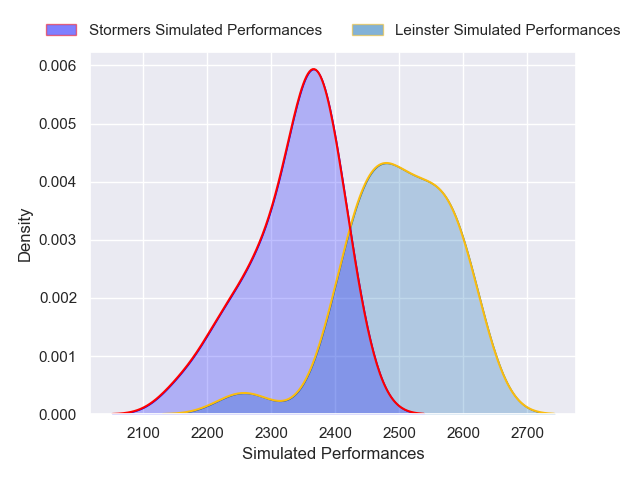 Stormers Simulated Performances Leinster Simulated Performances
0.006
0.005
0.004
0.003
0.002
0.001
0.000
Density
2100 2200 2300 2400 2500 2600 2700
Simulated Performances